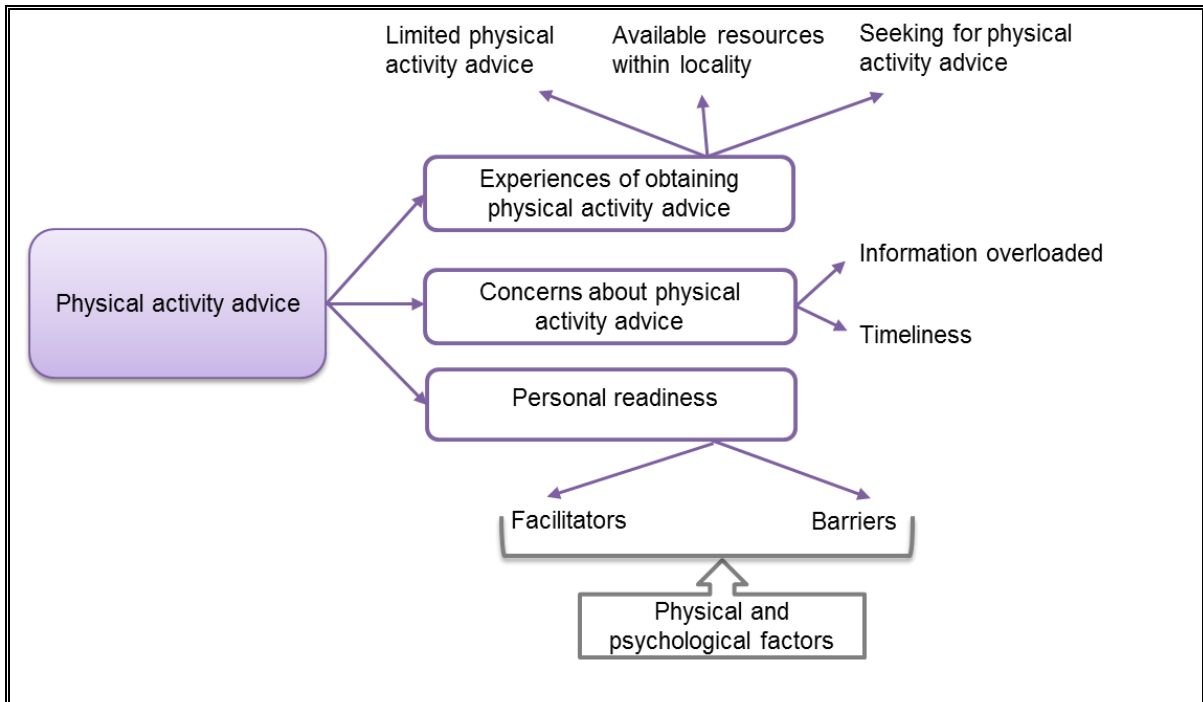 Limited physical
activity advice
Available resources
within locality
Seeking for physical
activity advice
Experiences of obtaining
physical activity advice
Physical activity advice
Concerns about physical
activity advice
Information overloaded
Timeliness
Personal readiness
Facilitators
Barriers
Physical and
psychological factors